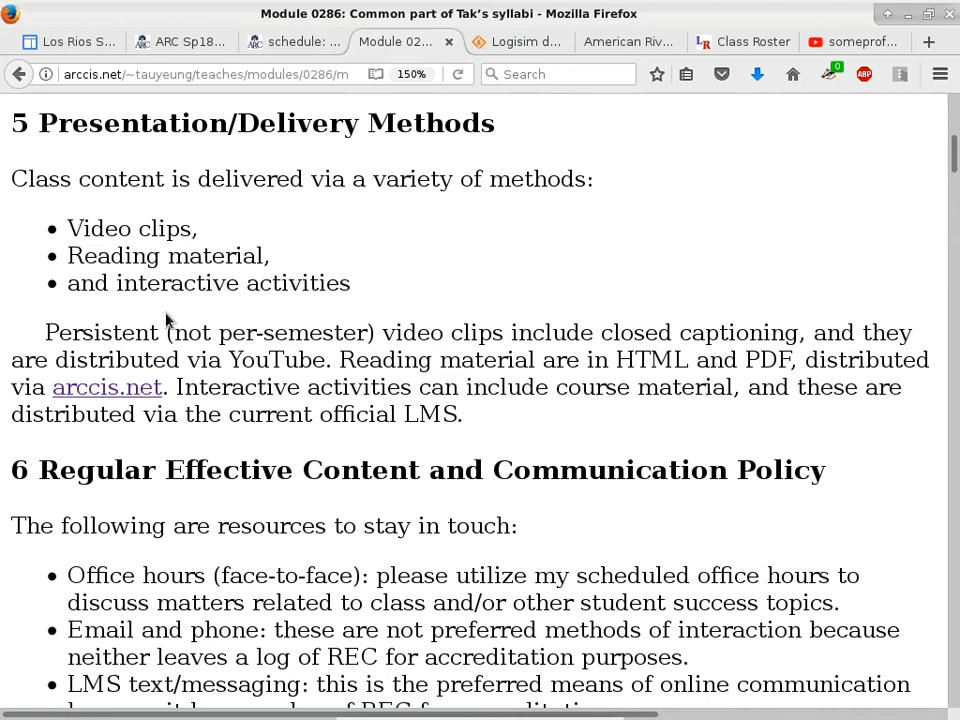 Module 0286: Common part of Tak's syllabi - Mozilla Firefox
Los Rios S...
ARC Sp18...
schedule: ...
Module 02...
Logisim d...
American Riv...
Class Roster
someprof...
arccis.net/~tauyeung/teaches/modules/0286/m
150%
Search
0
ABP
5 Presentation/Delivery Methods
Class content is delivered via a variety of methods:
• Video clips,
• Reading material,
• and interactive activities
Persistent (not per-semester) video clips include closed captioning, and they
are distributed via YouTube. Reading material are in HTML and PDF, distributed
via arccis.net. Interactive activities can include course material, and these are
distributed via the current official LMS.
6 Regular Effective Content and Communication Policy
The following are resources to stay in touch:
• Office hours (face-to-face): please utilize my scheduled office hours to
discuss matters related to class and/or other student success topics.
• Email and phone: these are not preferred methods of interaction because
neither leaves a log of REC for accreditation purposes.
• LMS text/messaging: this is the preferred means of online communication